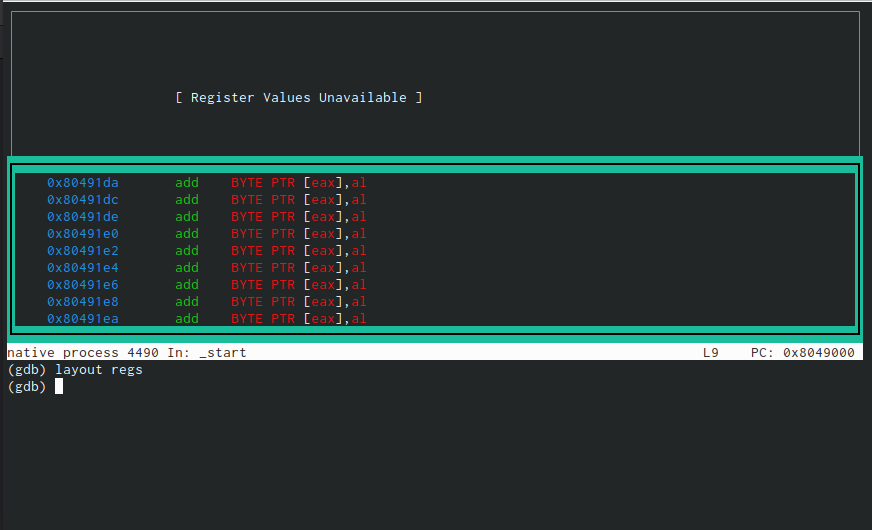 [ Register Values Unavailable ]
0x80491da add BYTE PTR [eax],al
0x80491dc add BYTE PTR [eax],al
0x80491de add BYTE PTR [eax],al
0x80491e0 add BYTE PTR [eax],al
0x80491e2 add BYTE PTR [eax],al
0x80491e4 add BYTE PTR [eax],al
0x80491e6 add BYTE PTR [eax],al
0x80491e8 add BYTE PTR [eax],al
0x80491ea add BYTE PTR [eax],al
native process 4490 In: _start L9 PC: 0x8049000
(gdb) layout regs
(gdb)